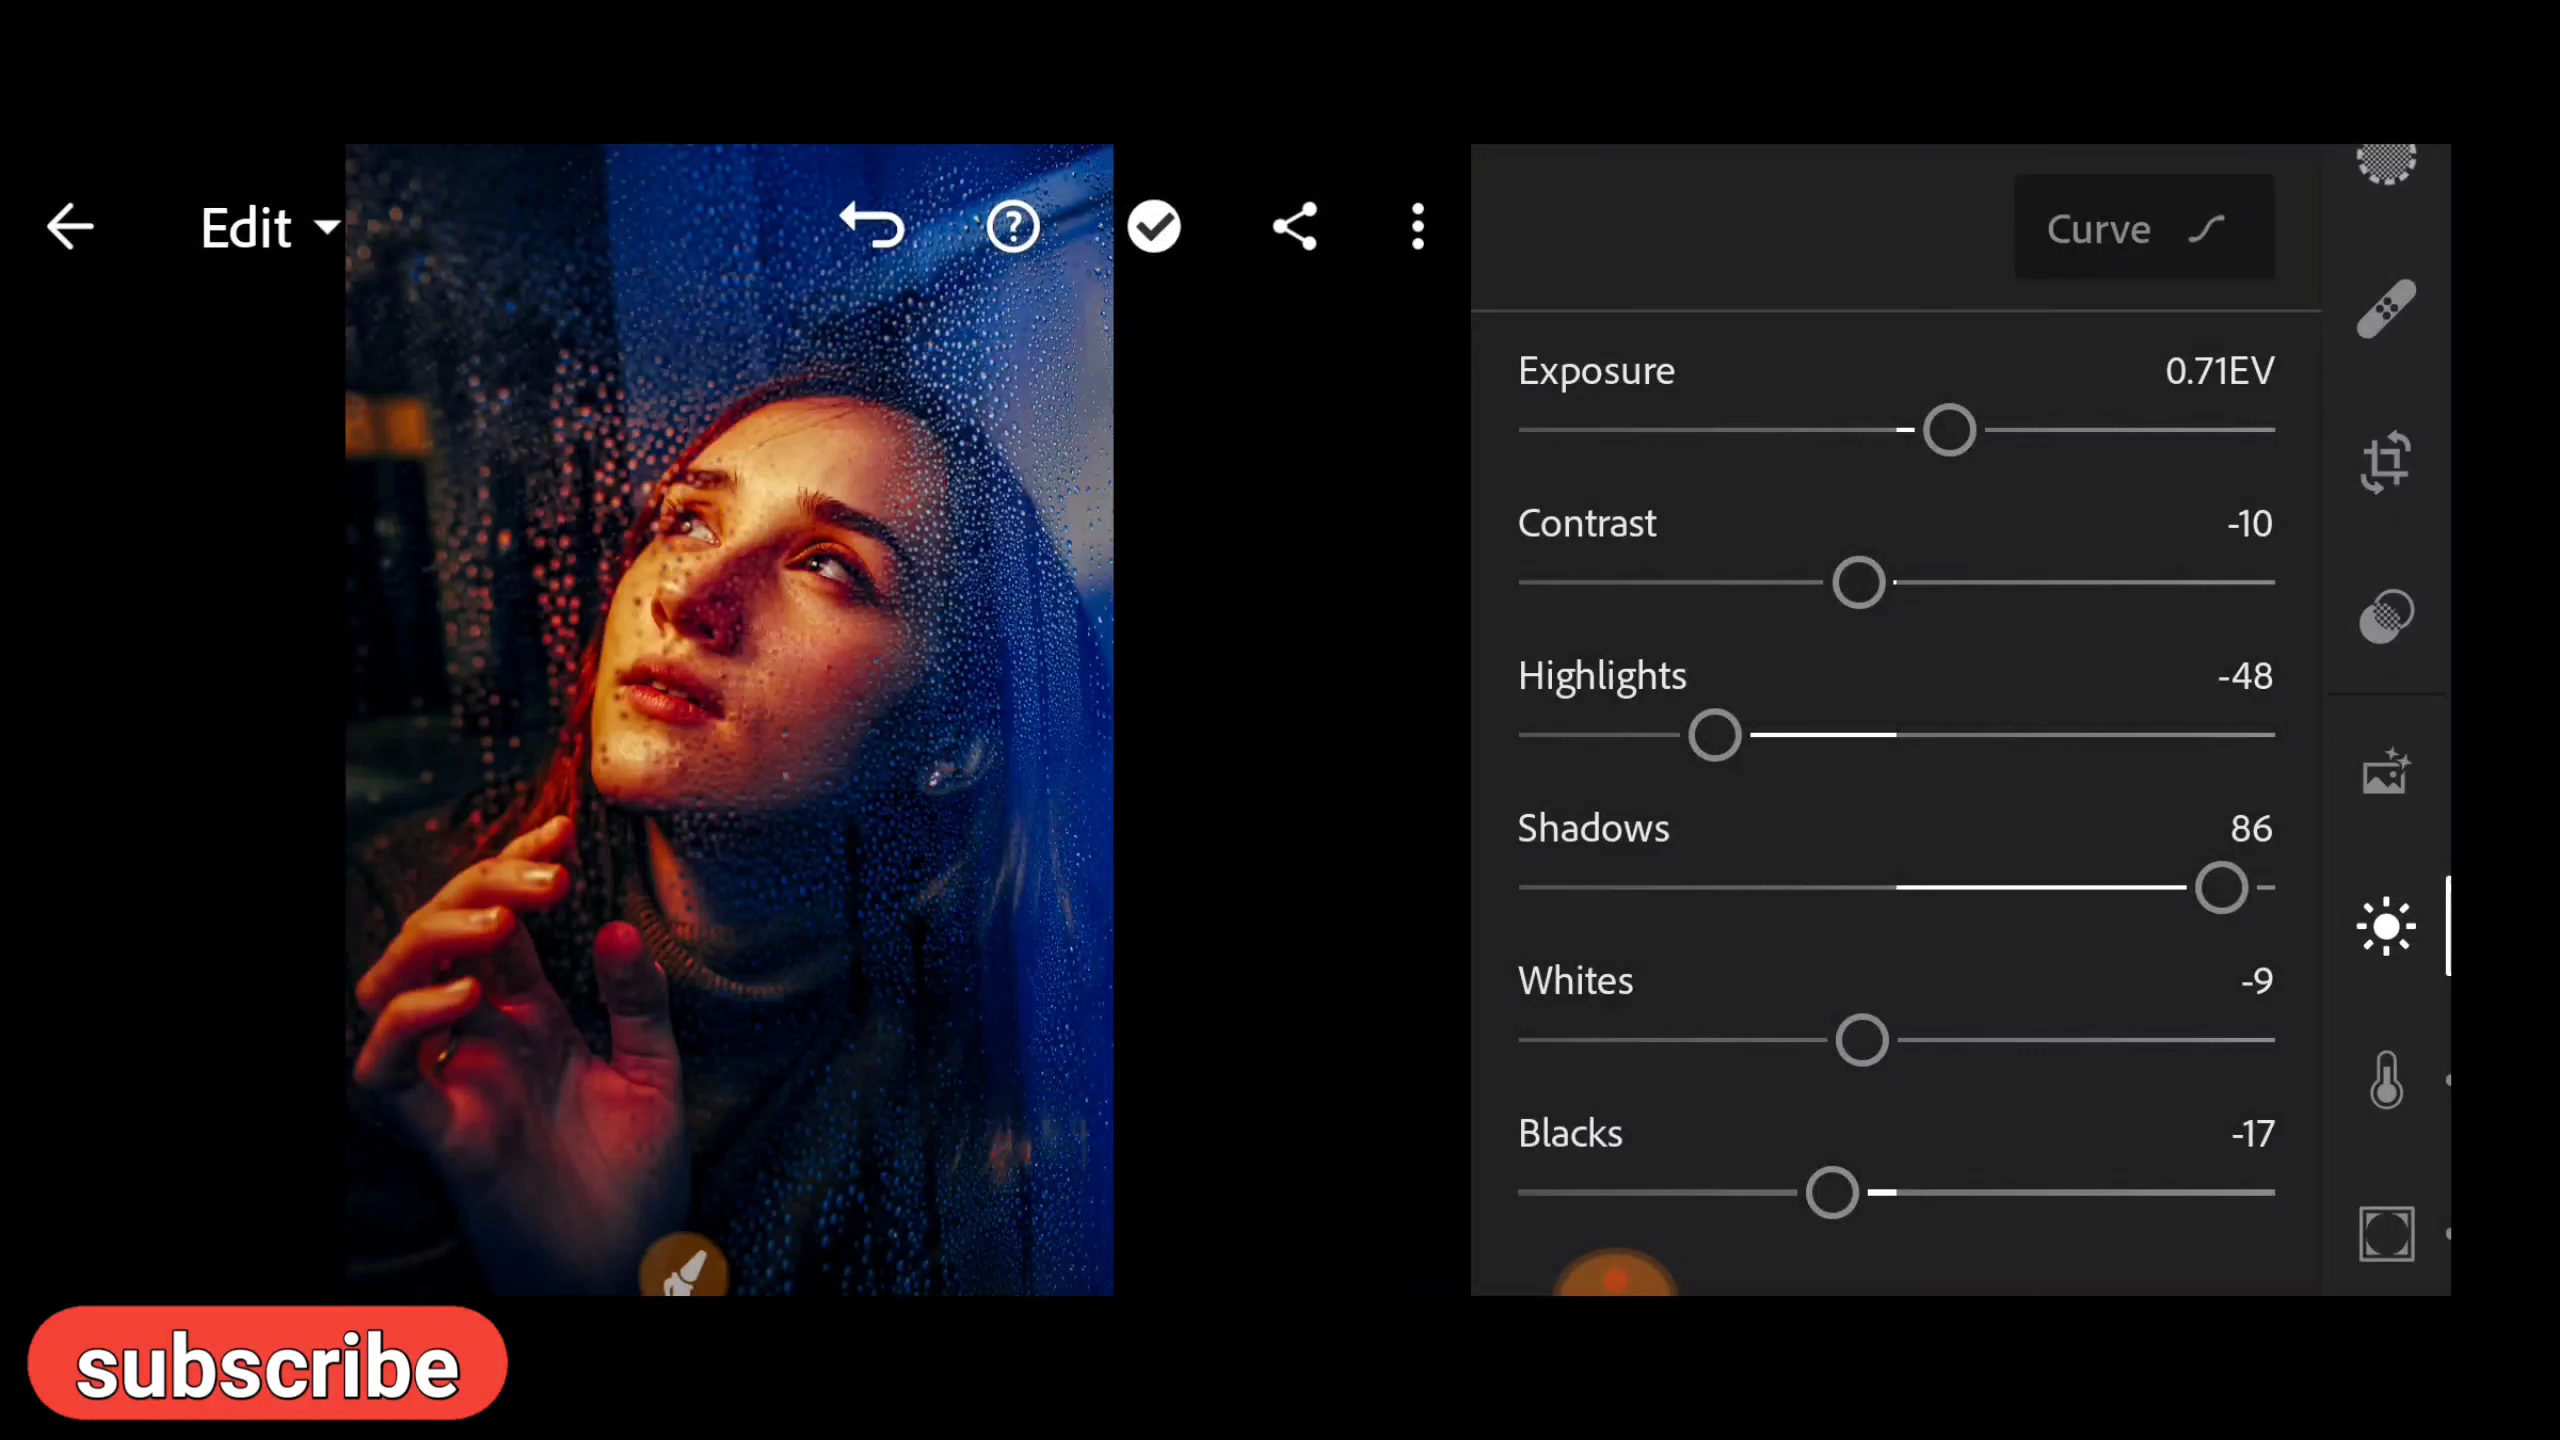 Edit
Curve
Exposure 0.71EV
Contrast -10
Highlights -48
Shadows 86
Whites -9
Blacks -17
subscribe